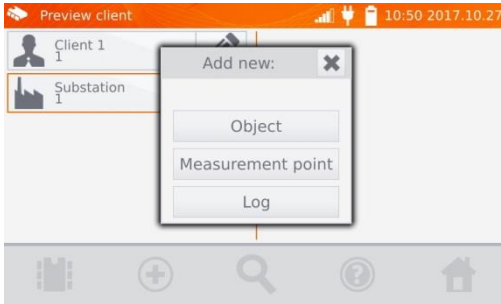 Preview client
10:50 2017.10.27
Client 1
1
Substation
1
Add new:
Object
Measurement point
Log